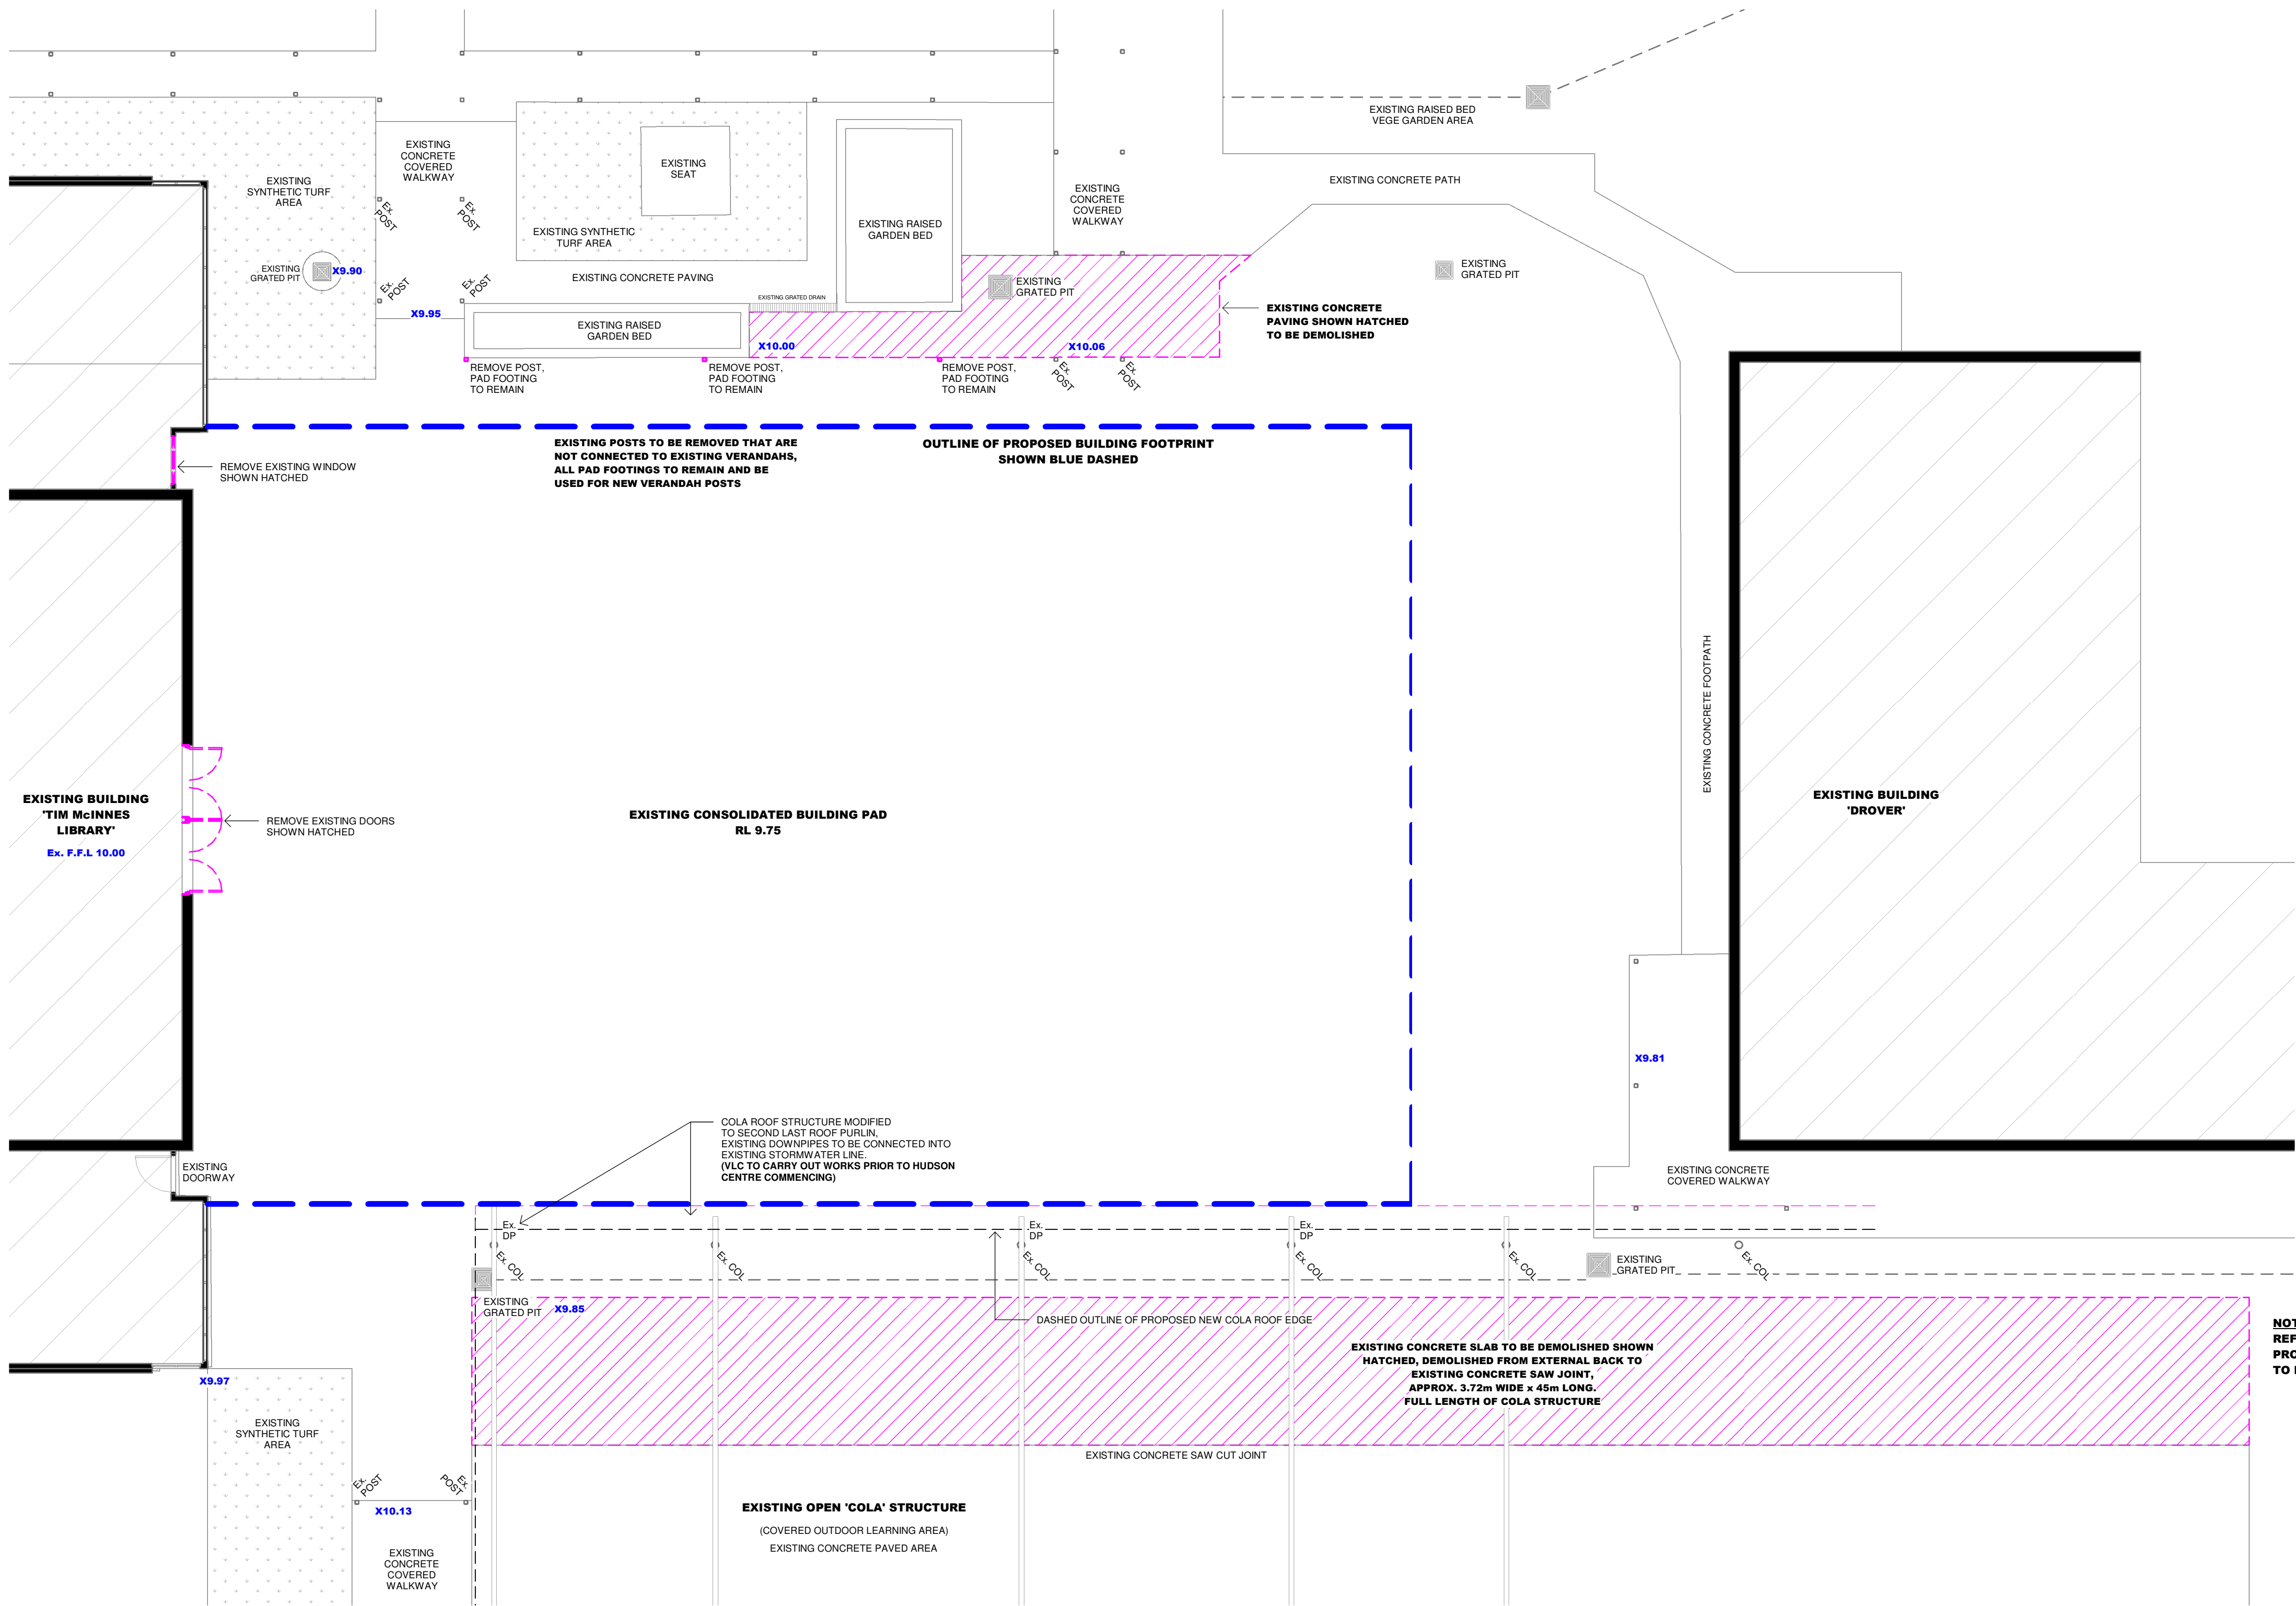 EXISTING RAISED BED
VEGE GARDEN AREA
EXISTING
CONCRETE
COVERED
WALKWAY
EXISTING
SEAT
EXISTING
SYNTHETIC TURF
AREA
EXISTING CONCRETE PATH
EXISTING
CONCRETE
COVERED
WALKWAY
Ex.
POST
Ex.
POST
EXISTING RAISED
GARDEN BED
EXISTING SYNTHETIC
TURF AREA
EXISTING
GRATED PIT
X9.90
EXISTING CONCRETE PAVING
EXISTING
GRATED PIT
EXISTING
GRATED PIT
Ex.
POST
Ex.
POST
EXISTING GRATED DRAIN
X9.95
EXISTING RAISED
GARDEN BED
EXISTING CONCRETE
PAVING SHOWN HATCHED
TO BE DEMOLISHED
X10.00
X10.06
REMOVE POST,
PAD FOOTING
TO REMAIN
REMOVE POST,
PAD FOOTING
TO REMAIN
REMOVE POST,
PAD FOOTING
TO REMAIN
Ex.
POST
Ex.
POST
EXISTING POSTS TO BE REMOVED THAT ARE
NOT CONNECTED TO EXISTING VERANDAHS,
ALL PAD FOOTINGS TO REMAIN AND BE
USED FOR NEW VERANDAH POSTS
OUTLINE OF PROPOSED BUILDING FOOTPRINT
SHOWN BLUE DASHED
REMOVE EXISTING WINDOW
SHOWN HATCHED
EXISTING CONCRETE FOOTPATH
EXISTING BUILDING
'TIM McINNES
LIBRARY'
Ex. F.F.L 10.00
REMOVE EXISTING DOORS
SHOWN HATCHED
EXISTING CONSOLIDATED BUILDING PAD
RL 9.75
EXISTING BUILDING
'DROVER'
X9.81
COLA ROOF STRUCTURE MODIFIED
TO SECOND LAST ROOF PURLIN,
EXISTING DOWNPIPES TO BE CONNECTED INTO
EXISTING STORMWATER LINE.
(VLC TO CARRY OUT WORKS PRIOR TO HUDSON
CENTRE COMMENCING)
EXISTING
DOORWAY
EXISTING CONCRETE
COVERED WALKWAY
Ex.
DP
Ex.
DP
Ex.
DP
Ex. COL
Ex. COL
Ex. COL
Ex. COL
Ex. COL
Ex. COL
EXISTING
GRATED PIT
EXISTING
GRATED PIT
X9.85
DASHED OUTLINE OF PROPOSED NEW COLA ROOF EDGE
EXISTING CONCRETE SLAB TO BE DEMOLISHED SHOWN
HATCHED, DEMOLISHED FROM EXTERNAL BACK TO
EXISTING CONCRETE SAW JOINT,
APPROX. 3.72m WIDE x 45m LONG.
FULL LENGTH OF COLA STRUCTURE
NOT
REF
PRO
TO
X9.97
EXISTING
SYNTHETIC TURF
AREA
EXISTING CONCRETE SAW CUT JOINT
Ex.
POST
Ex.
POST
X10.13
EXISTING OPEN 'COLA' STRUCTURE
(COVERED OUTDOOR LEARNING AREA)
EXISTING CONCRETE PAVED AREA
EXISTING
CONCRETE
COVERED
WALKWAY